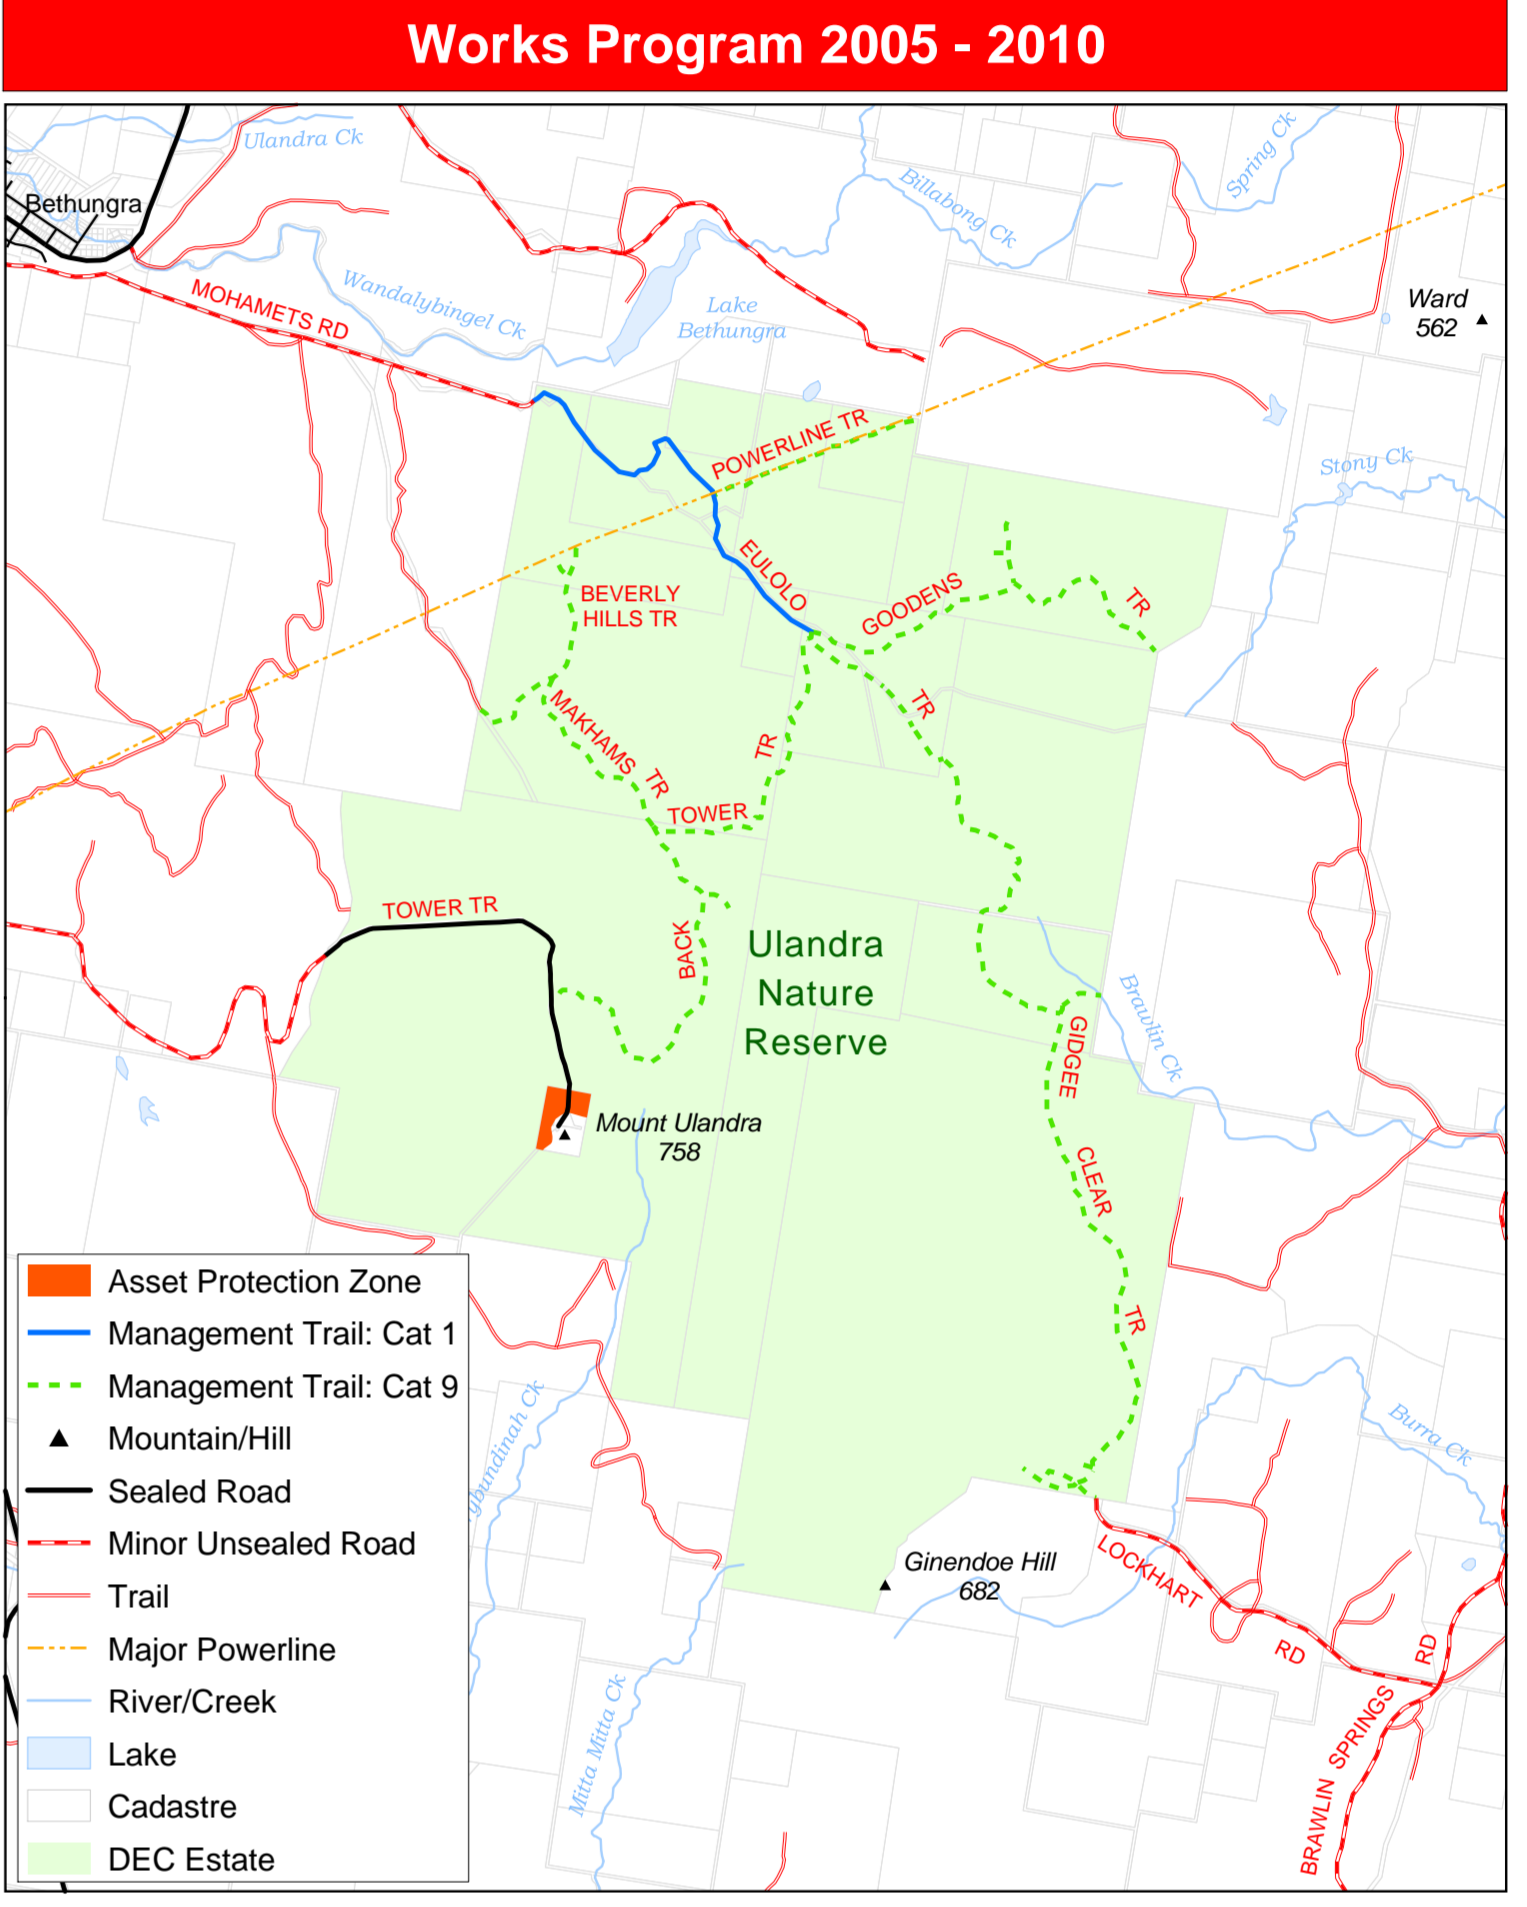 Works Program 2005 - 2010
Ulandra Ck
Spring Ck
Billabong Ck
Bethungra
Wandalybingel Ck
MOHAMETS RD
Lake
Bethungra
Ward
562
POWERLINE TR
Stony Ck
EULOLO
BEVERLY
HILLS TR
GOODENS
TR
MAKHAMS
TR
TR
TR
TOWER
TOWER TR
BACK
Ulandra
Nature
Reserve
Brawlin Ck
GIDGEE
Mount Ulandra
758
CLEAR
TR
Burra Ck
ybundinah Ck
LOCKHART
RD
Ginendoe Hill
682
Mitta Mitta Ck
BRAWLIN SPRINGS RD
Asset Protection Zone
Management Trail: Cat 1
Management Trail: Cat 9
Mountain/Hill
Sealed Road
Minor Unsealed Road
Trail
Major Powerline
River/Creek
Lake
Cadastre
DEC Estate